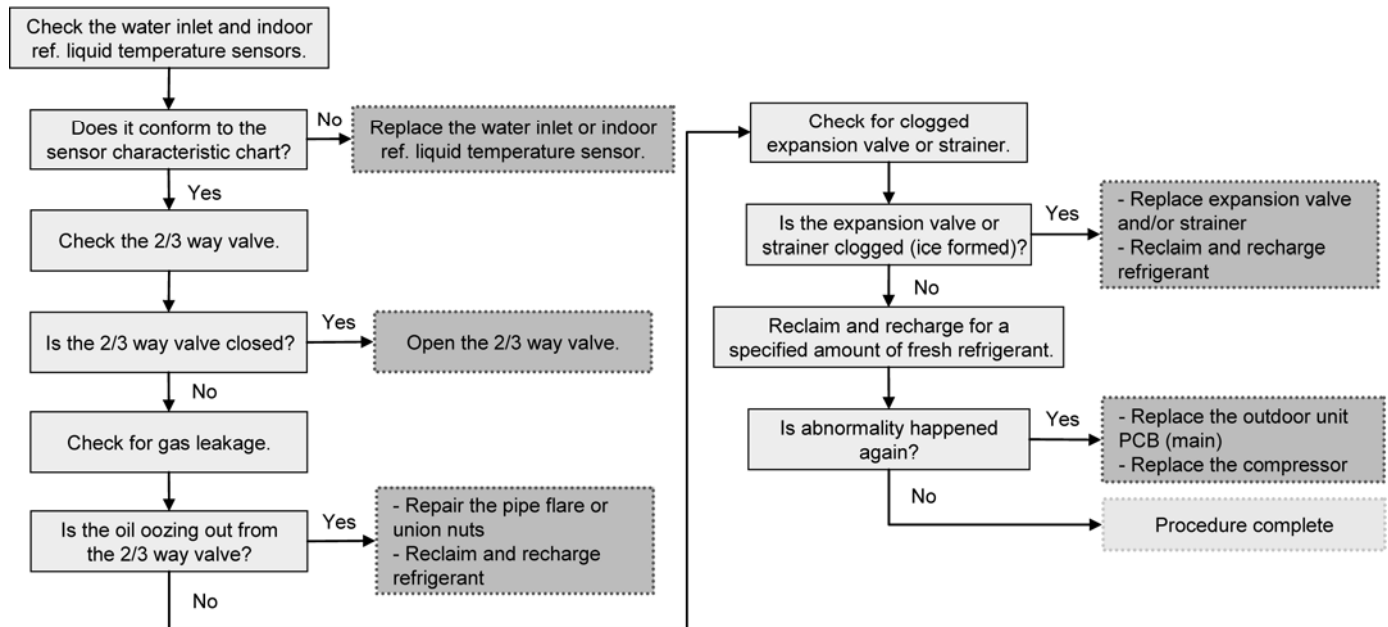 Check the water inlet and indoor
ref. liquid temperature sensors.
Does it conform to the
sensor characteristic chart?
No
Replace the water inlet or indoor
ref. liquid temperature sensor.
Yes
Check the 2/3 way valve.
Is the 2/3 way valve closed?
Yes
Open the 2/3 way valve.
No
Check for gas leakage.
Is the oil oozing out from
the 2/3 way valve?
Yes
- Repair the pipe flare or
union nuts
- Reclaim and recharge
refrigerant
No
Check for clogged
expansion valve or strainer.
Is the expansion valve or
strainer clogged (ice formed)?
Yes
- Replace expansion valve
and/or strainer
- Reclaim and recharge
refrigerant
No
Reclaim and recharge for a
specified amount of fresh refrigerant.
Is abnormality happened
again?
Yes
- Replace the outdoor unit
PCB (main)
- Replace the compressor
No
Procedure complete